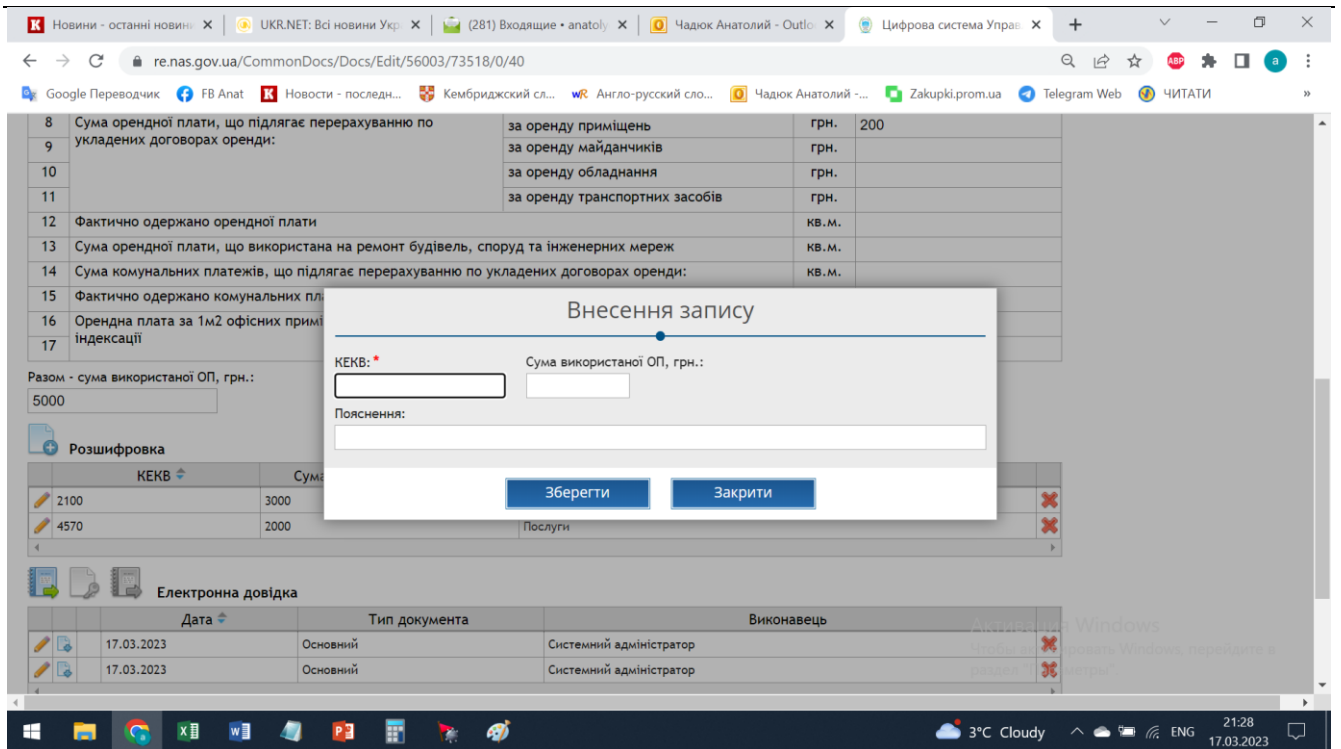 Новини - останні новини
UKR.NET: Всі новини Укр
(281) Входящие • anatoly
Чадюк Анатолий - Outlo
Цифрова система Управ
re.nas.gov.ua/CommonDocs/Docs/Edit/56003/73518/0/40
ABP
a
Google Переводчик
FB Anat
Новости - последн...
Кембриджский сл...
wR Англо-русский сло...
Чадюк Анатолий -...
Zakupki.prom.ua
Telegram Web
ЧИТАТИ
»
8 Сума орендної плати, що підлягає перерахуванню по укладених договорах оренди: за оренду приміщень грн. 200
9 за оренду майданчиків грн.
10 за оренду обладнання грн.
11 за оренду транспортних засобів грн.
12 Фактично одержано орендної плати кв.м.
13 Сума орендної плати, що використана на ремонт будівель, споруд та інженерних мереж кв.м.
14 Сума комунальних платежів, що підлягає перерахуванню по укладених договорах оренди: кв.м.
15 Фактично одержано комунальних пл
16 Орендна плата за 1м2 офісних примі
17 індексації
Внесення запису
КЕКВ: * Сума використаної ОП, грн.:
Пояснення:
Зберегти Закрити
Разом - сума використаної ОП, грн.:
5000
Розшифровка
КЕКВ Сума
2100 3000
4570 2000 Послуги
Електронна довідка
Дата Тип документа Виконавець
17.03.2023 Основний Системний адміністратор
17.03.2023 Основний Системний адміністратор
Активация Windows
3°C Cloudy
ENG
21:28
17.03.2023